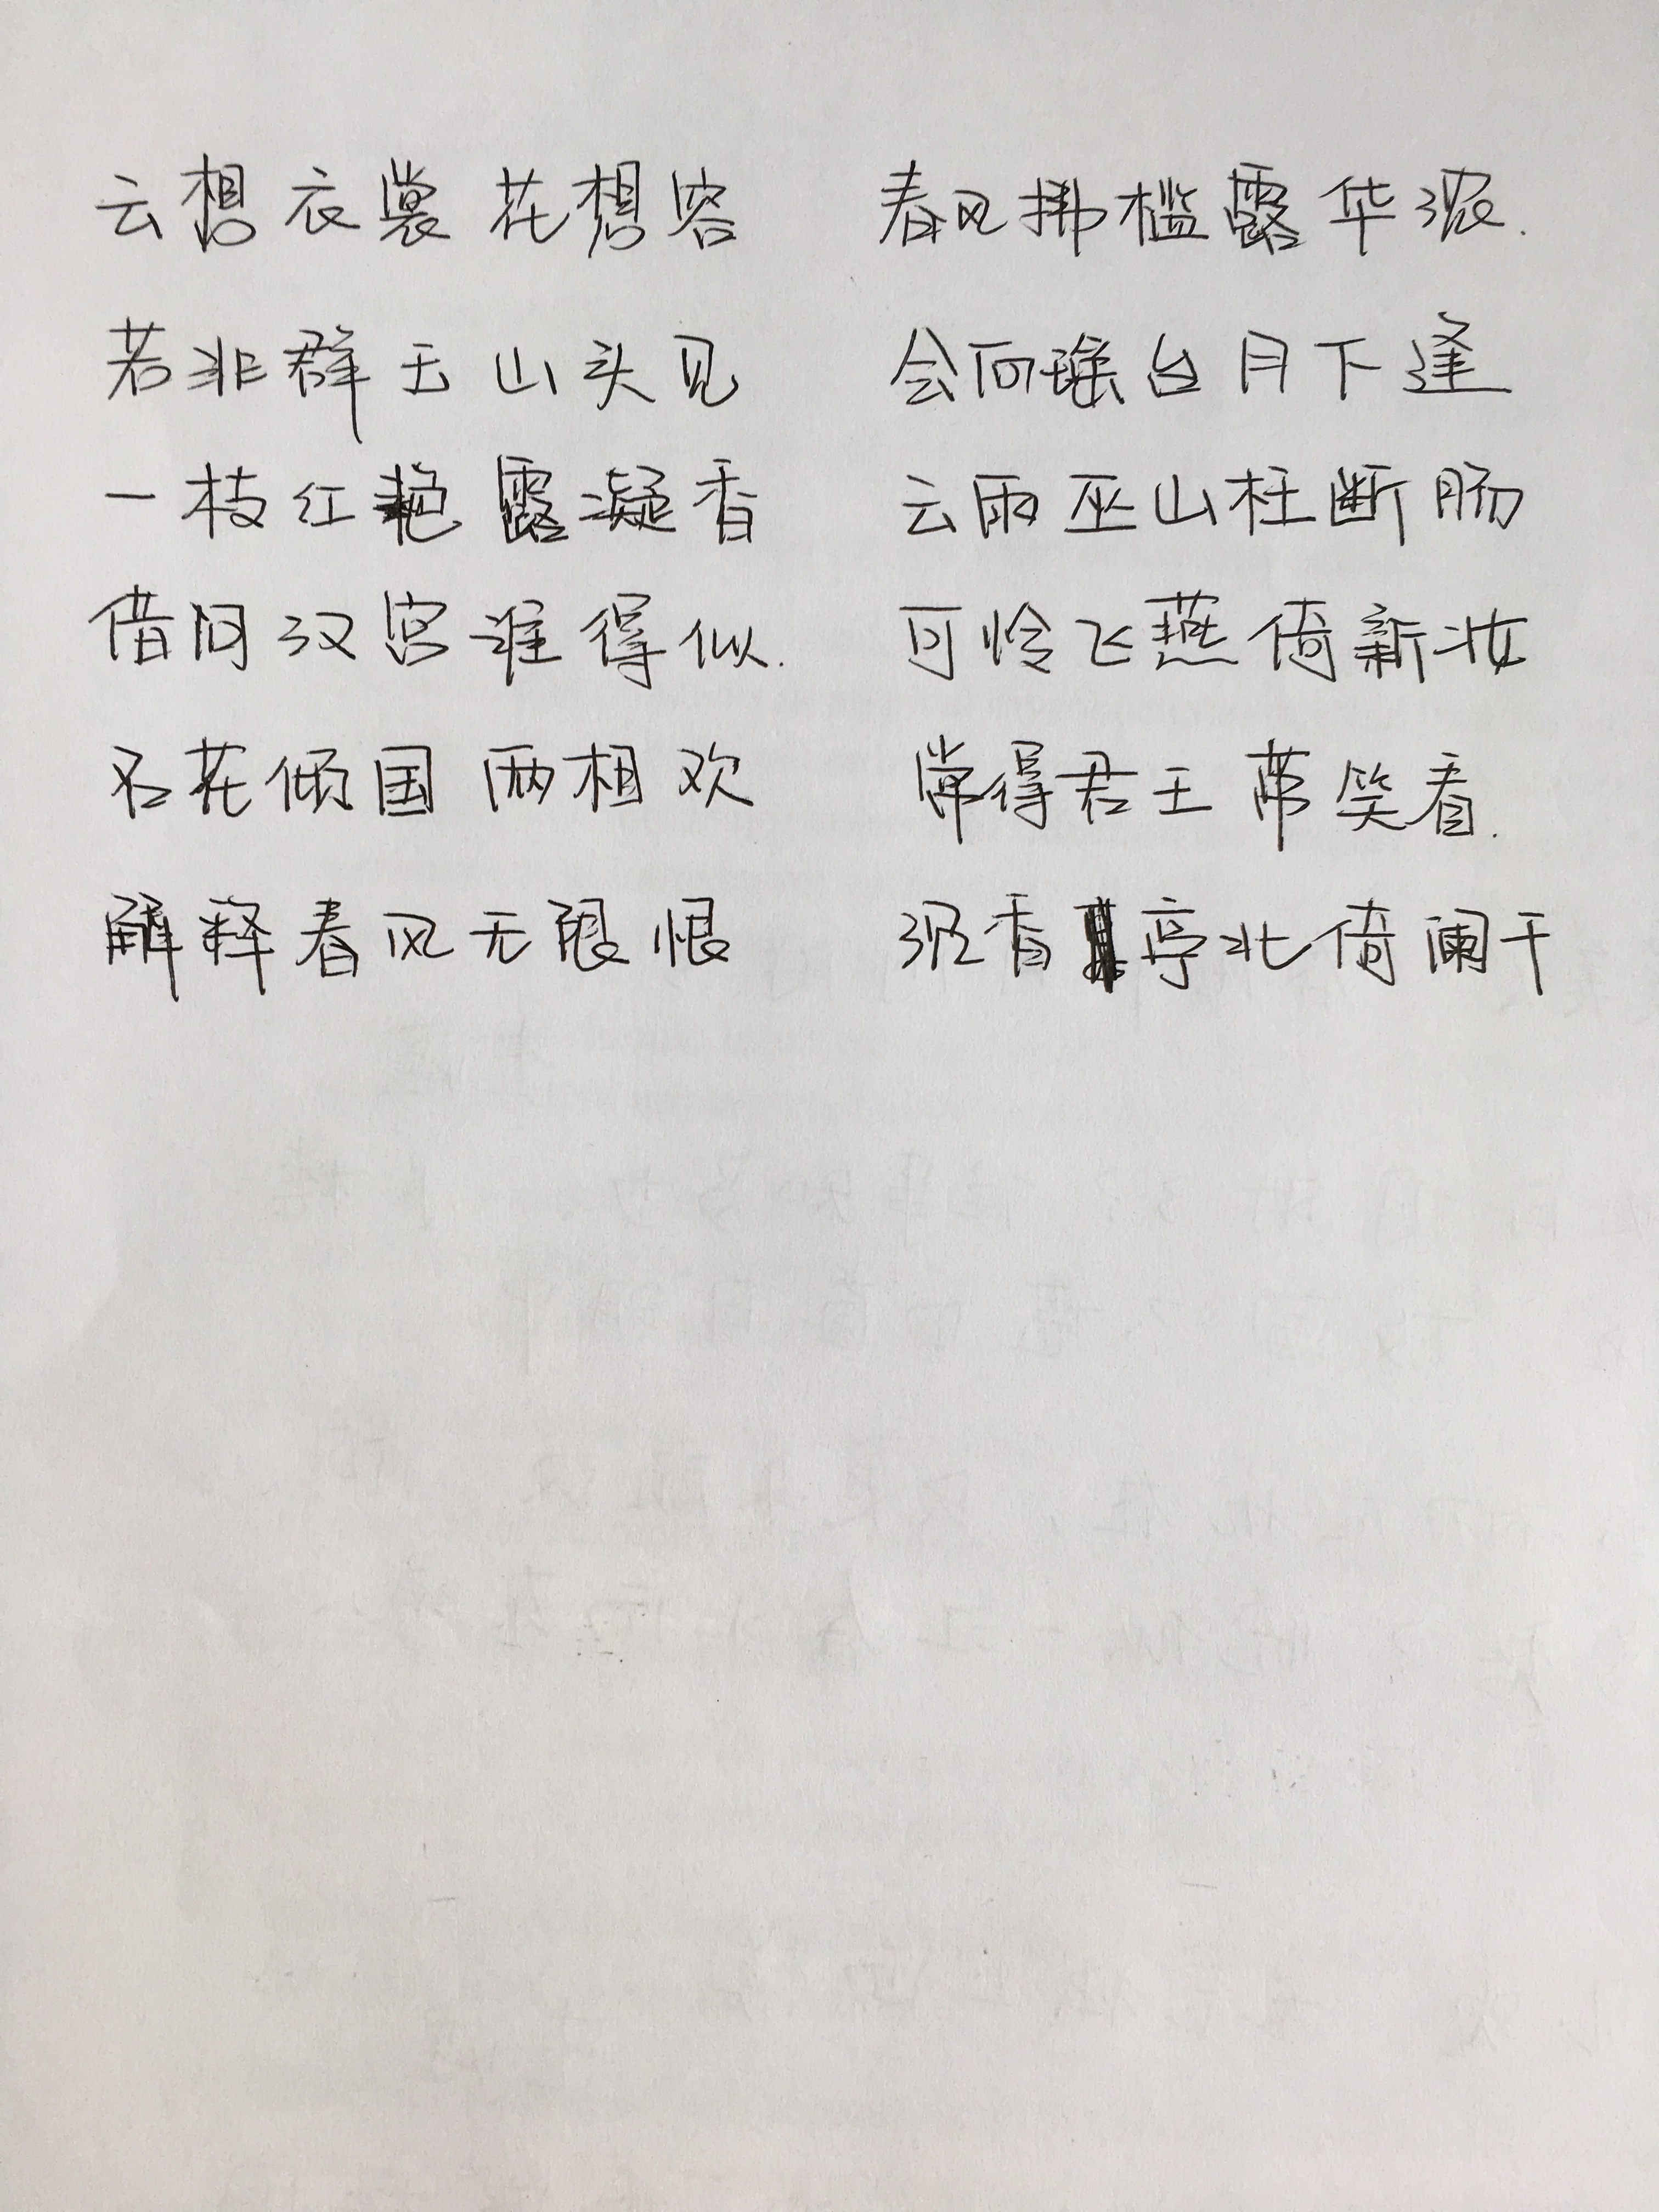 云想衣裳花想容 春风拂槛露华浓.
若非群玉山头见 会向瑶台月下逢
一枝红艳露凝香 云雨巫山枉断肠
借问汉宫谁得似. 可怜飞燕倚新妆
名花倾国两相欢 常得君王带笑看.
解释春风无限恨 沉香亭北倚阑干